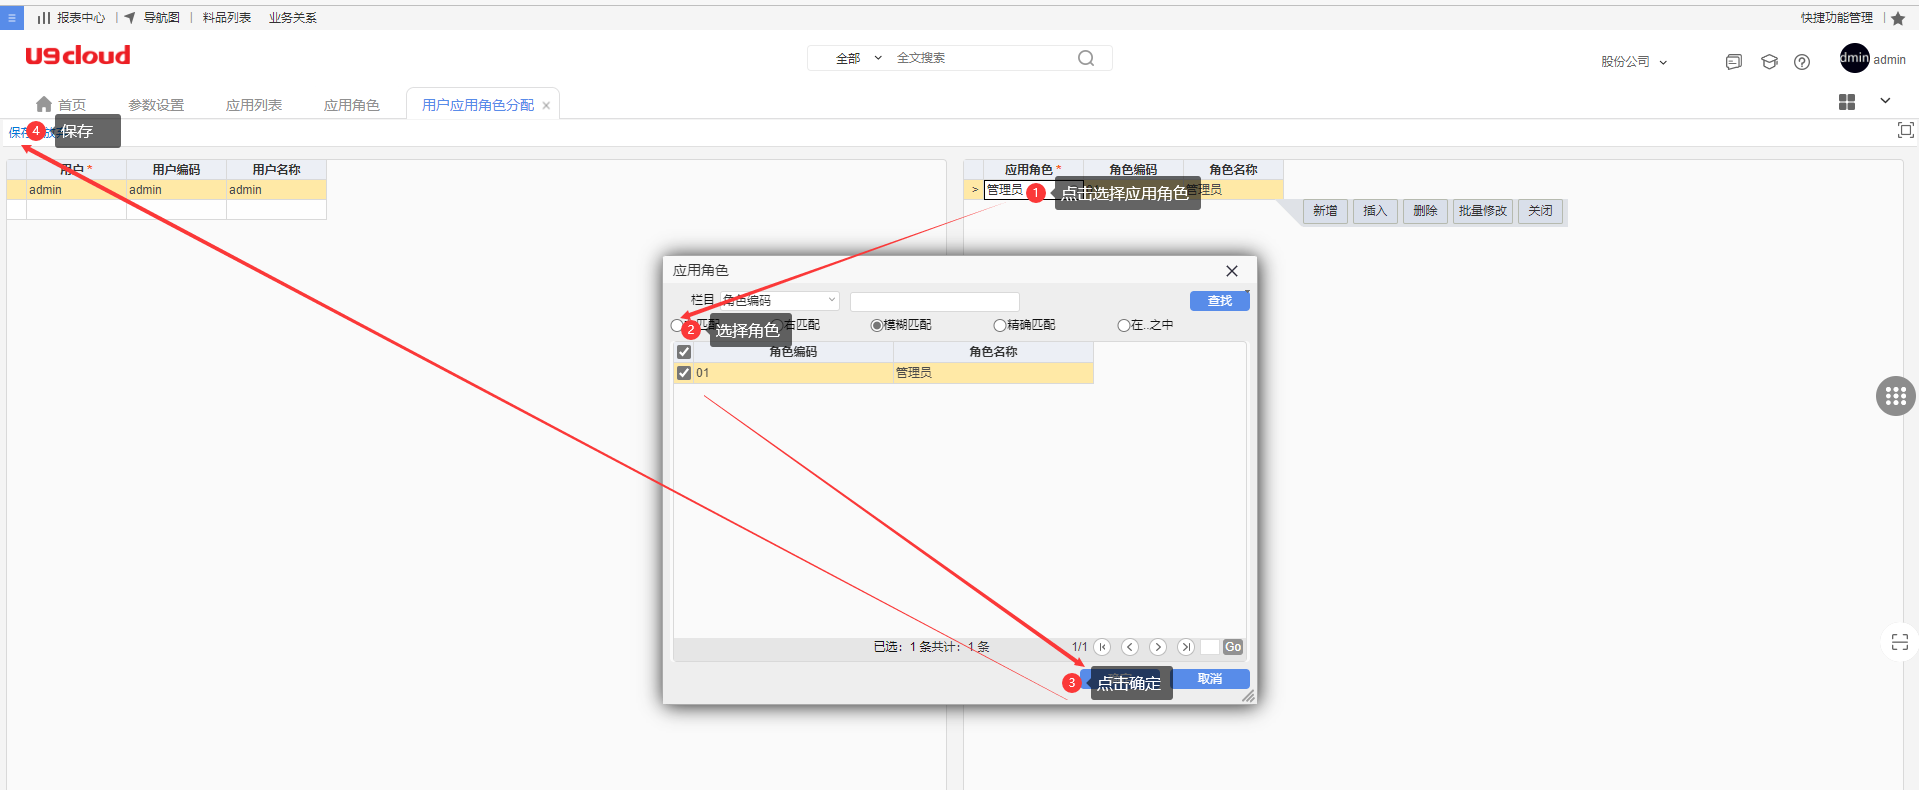 报表中心 | 导航图 | 料品列表 业务关系 快捷功能管理 |
U9 cloud 全部 全文搜索 股份公司 dmin admin
首页 参数设置 应用列表 应用角色 用户应用角色分配 ×
保存 4 保存
用户 * 用户编码 用户名称
admin admin admin
应用角色 * 角色编码 角色名称
> 管理员 1 点击选择应用角色 管理员
新增 插入 删除 批量修改 关闭
应用角色
栏目 角色编码 查找
2 选择角色 右匹配 模糊匹配 精确匹配 在..之中
角色编码 角色名称
01 管理员
已选：1 条共计：1 条 1/1 Go
3 点击确定 取消